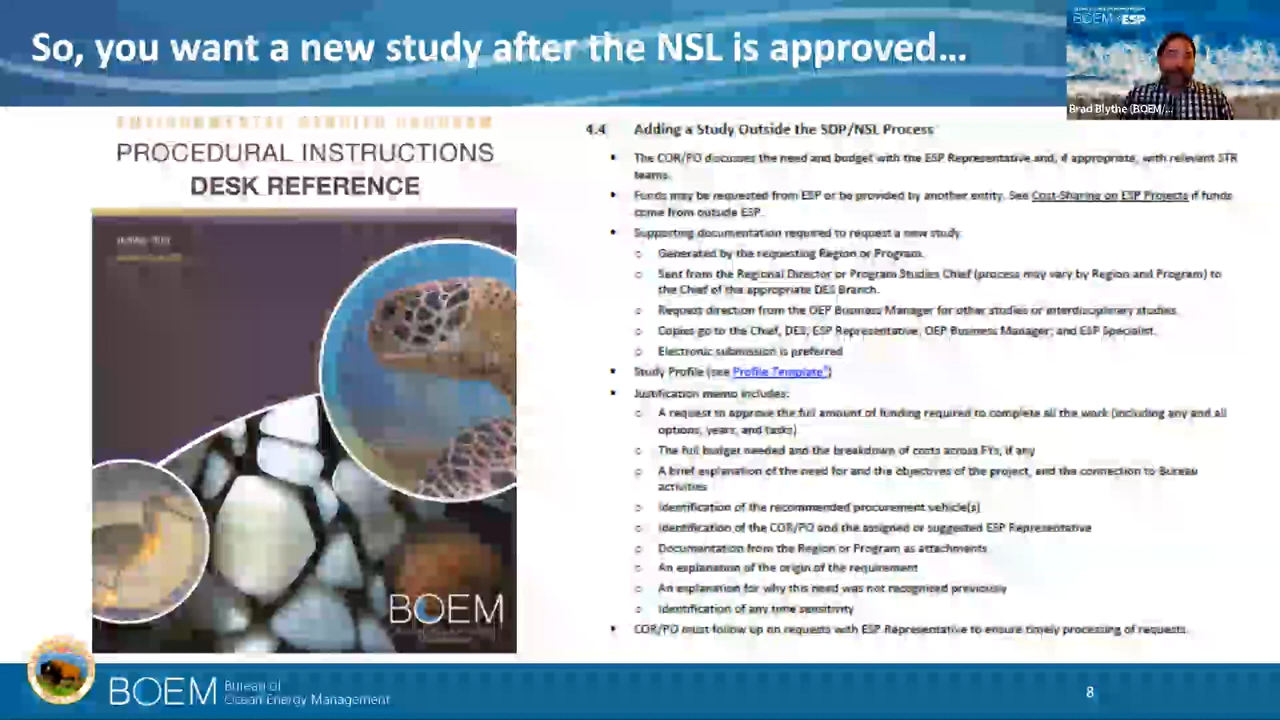 So, you want a new study after the NSL is approved...
BOEM ESP
Brad Blythe (BOEM/...
ENVIRONMENTAL STUDIES PROGRAM
PROCEDURAL INSTRUCTIONS
DESK REFERENCE
BOEM
4.4 Adding a Study Outside the SDP/NSL Process
• The COR/PO discusses the need and budget with the ESP Representative and, if appropriate, with relevant STR
teams.
• Funds may be requested from ESP or be provided by another entity. See Cost-Sharing on ESP Projects if funds
come from outside ESP.
• Supporting documentation required to request a new study:
o Generated by the requesting Region or Program.
o Sent from the Regional Director or Program Studies Chief (process may vary by Region and Program) to
the Chief of the appropriate DES Branch.
o Request direction from the OEP Business Manager for other studies or interdisciplinary studies.
o Copies go to the Chief, DES; ESP Representative; OEP Business Manager; and ESP Specialist.
o Electronic submission is preferred
• Study Profile (see Profile Template)
• Justification memo includes:
o A request to approve the full amount of funding required to complete all the work (including any and all
options, years, and tasks)
o The full budget needed and the breakdown of costs across FYs, if any
o A brief explanation of the need for and the objectives of the project, and the connection to Bureau
activities
o Identification of the recommended procurement vehicle(s)
o Identification of the COR/PO and the assigned or suggested ESP Representative
o Documentation from the Region or Program as attachments
o An explanation of the origin of the requirement
o An explanation for why this need was not recognized previously
o Identification of any time sensitivity
• COR/PO must follow up on requests with ESP Representative to ensure timely processing of requests.
BOEM Bureau of
Ocean Energy Management
8